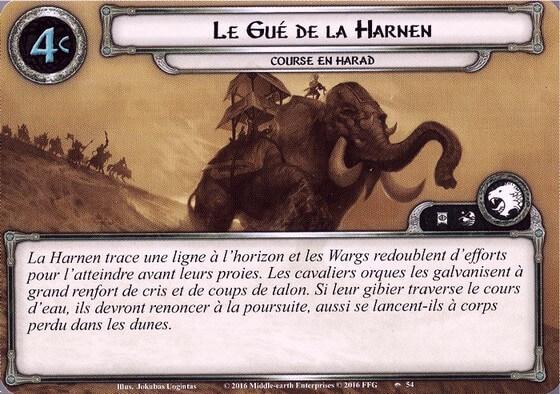 4C
LE GUÉ DE LA HARNEN
COURSE EN HARAD
La Harnen trace une ligne à l'horizon et les Wargs redoublent d'efforts
pour l'atteindre avant leurs proies. Les cavaliers orques les galvanisent à
grand renfort de cris et de coups de talon. Si leur gibier traverse le cours
d'eau, ils devront renoncer à la poursuite, aussi se lancent-ils à corps
perdu dans les dunes.
Illus. Jokubas Uogintas © 2016 Middle-earth Enterprises © 2016 FFG 54